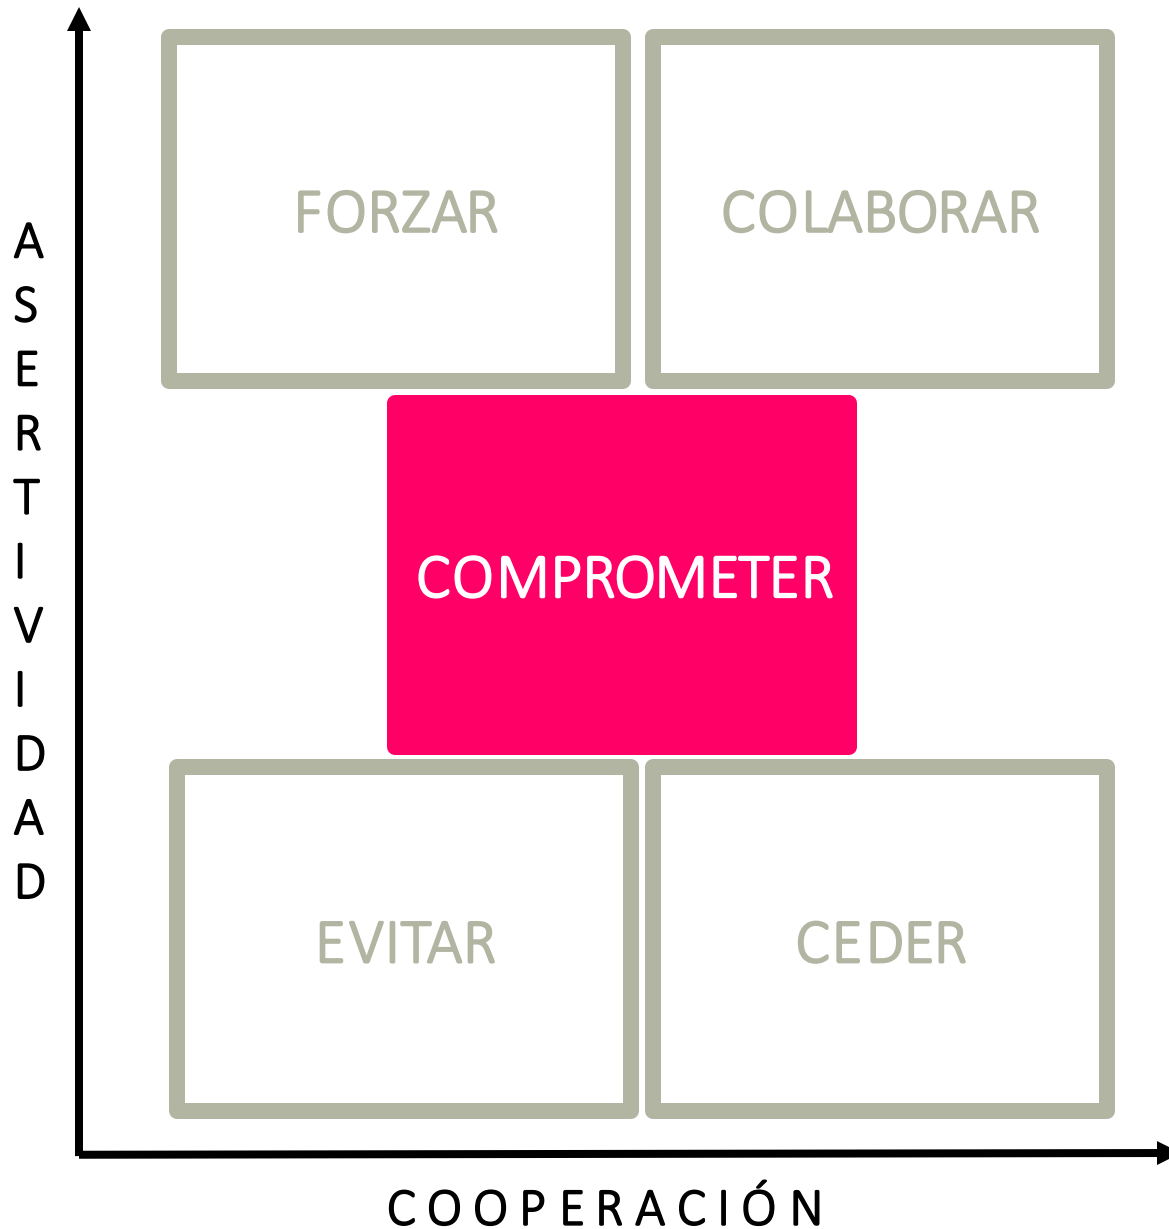 FORZAR
COLABORAR
ASERTIVIDAD
COMPROMETER
EVITAR
CEDER
COOPERACIÓN